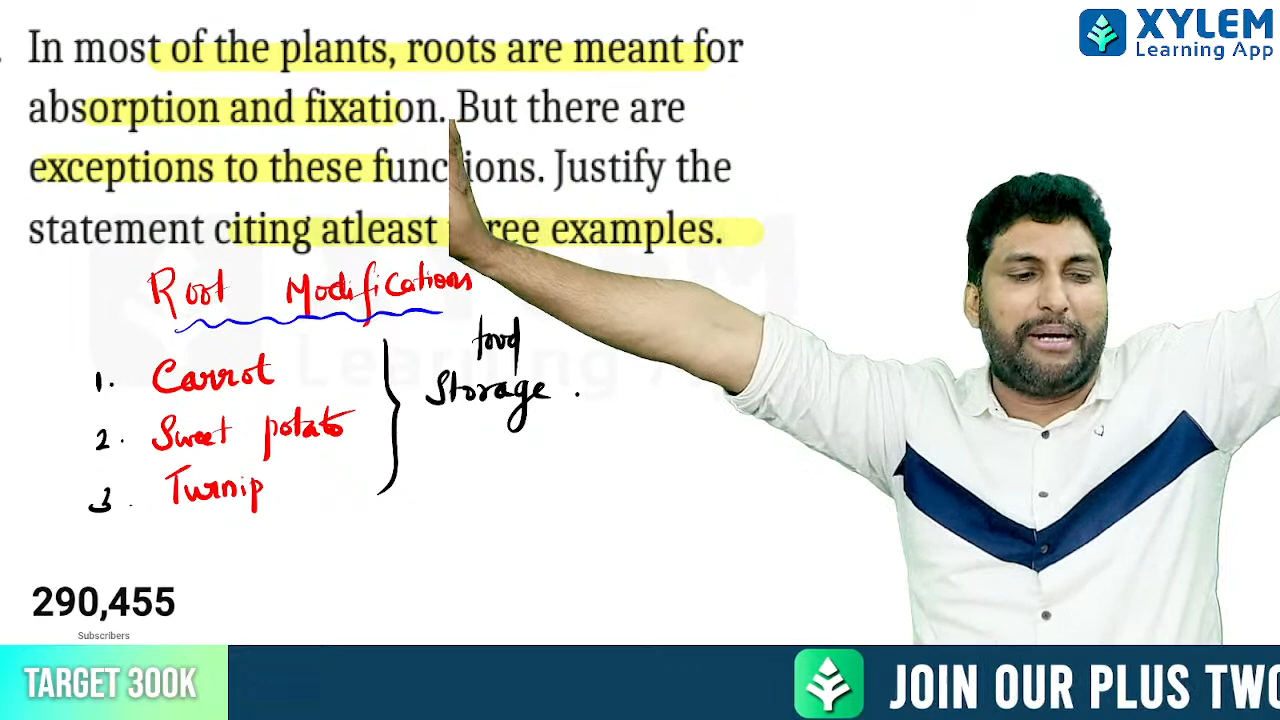 In most of the plants, roots are meant for
absorption and fixation. But there are
exceptions to these functions. Justify the
statement citing atleast three examples.
XYLEM
Learning App
Root Modifications
1. Carrot
2. Sweet potato
3. Turnip
food
Storage.
290,455
Subscribers
TARGET 300K
JOIN OUR PLUS TWO